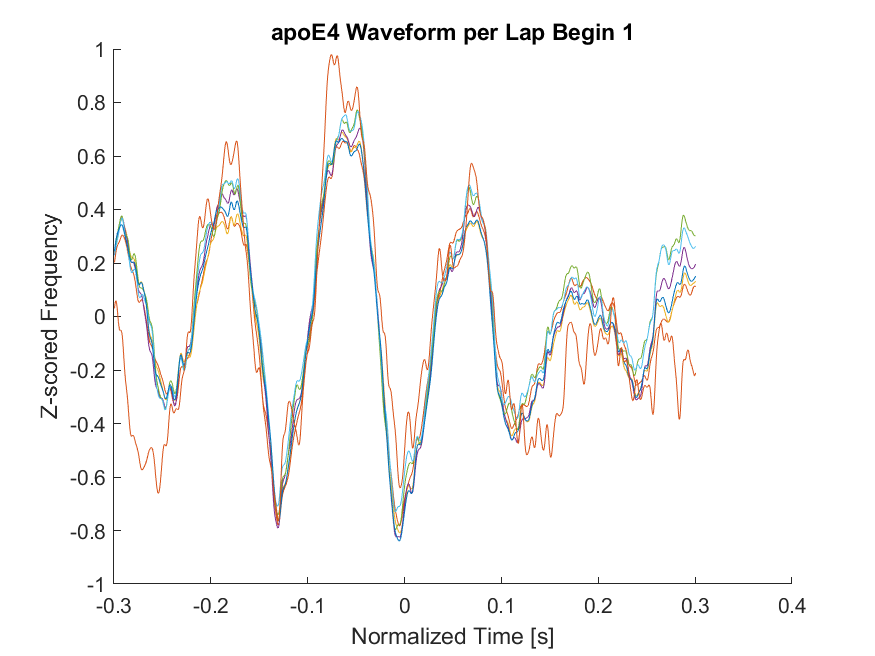 apoE4 Waveform per Lap Begin 1
1
0.8
0.6
0.4
0.2
0
-0.2
-0.4
-0.6
-0.8
-1
Z-scored Frequency
-0.3 -0.2 -0.1 0 0.1 0.2 0.3 0.4
Normalized Time [s]